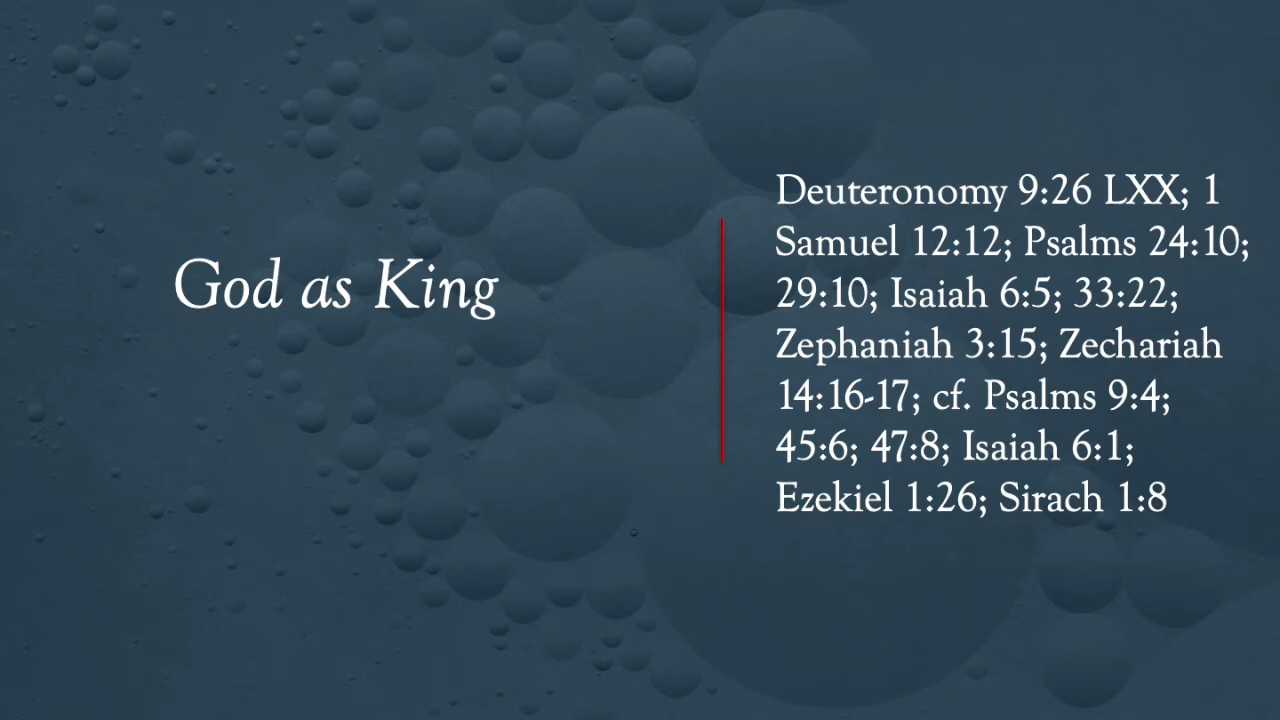 God as King
Deuteronomy 9:26 LXX; 1
Samuel 12:12; Psalms 24:10;
29:10; Isaiah 6:5; 33:22;
Zephaniah 3:15; Zechariah
14:16-17; cf. Psalms 9:4;
45:6; 47:8; Isaiah 6:1;
Ezekiel 1:26; Sirach 1:8